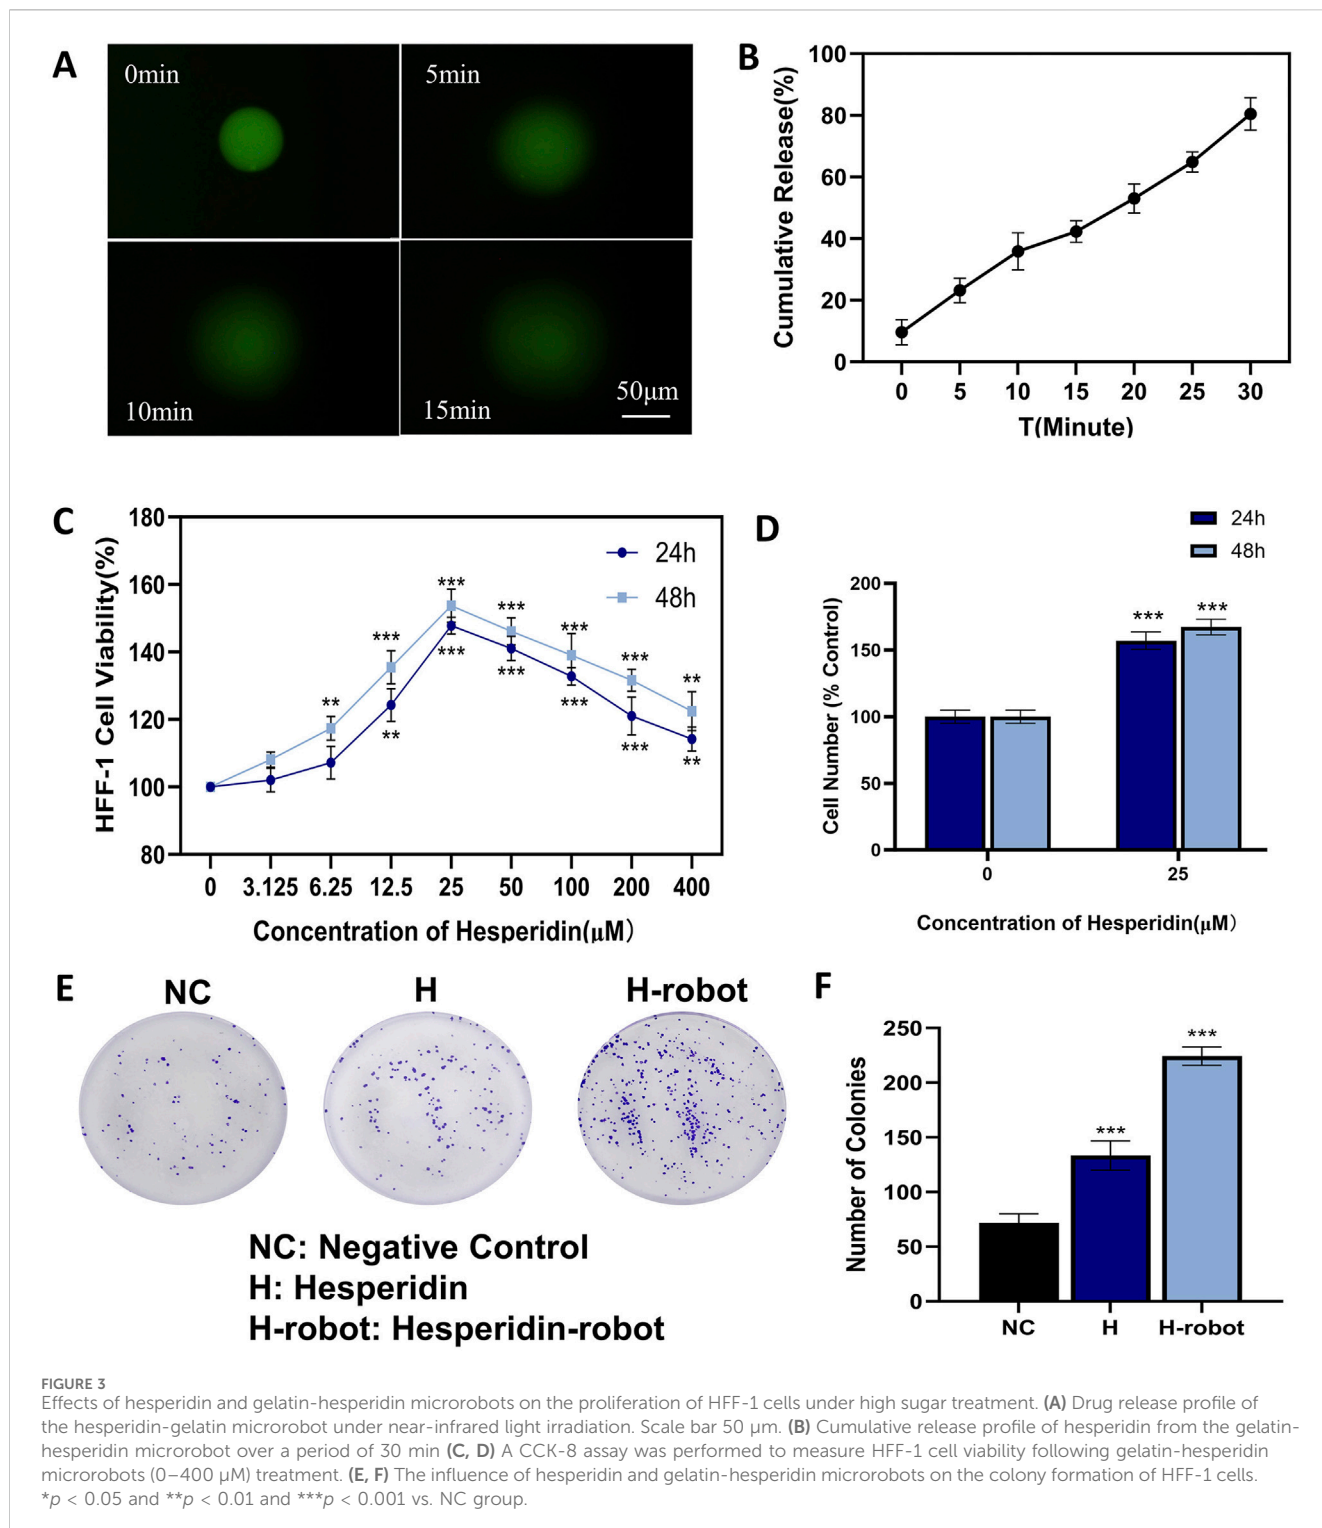 A
0min
5min
10min
15min
50μm
B
Cumulative Release(%)
100
80
60
40
20
0
0 5 10 15 20 25 30
T(Minute)
C
HFF-1 Cell Viability(%)
180
160
140
120
100
80
24h
48h
** *** *** *** *** *** **
** *** *** *** *** **
0 3.125 6.25 12.5 25 50 100 200 400
Concentration of Hesperidin(μM)
D
24h
48h
Cell Number (% Control)
200
150
100
50
0
*** ***
0 25
Concentration of Hesperidin(μM)
E
NC H H-robot
NC: Negative Control
H: Hesperidin
H-robot: Hesperidin-robot
F
Number of Colonies
250
200
150
100
50
0
*** ***
NC H H-robot
FIGURE 3
Effects of hesperidin and gelatin-hesperidin microrobots on the proliferation of HFF-1 cells under high sugar treatment. (A) Drug release profile of
the hesperidin-gelatin microrobot under near-infrared light irradiation. Scale bar 50 μm. (B) Cumulative release profile of hesperidin from the gelatin-
hesperidin microrobot over a period of 30 min (C, D) A CCK-8 assay was performed to measure HFF-1 cell viability following gelatin-hesperidin
microrobots (0–400 μM) treatment. (E, F) The influence of hesperidin and gelatin-hesperidin microrobots on the colony formation of HFF-1 cells.
*p < 0.05 and **p < 0.01 and ***p < 0.001 vs. NC group.